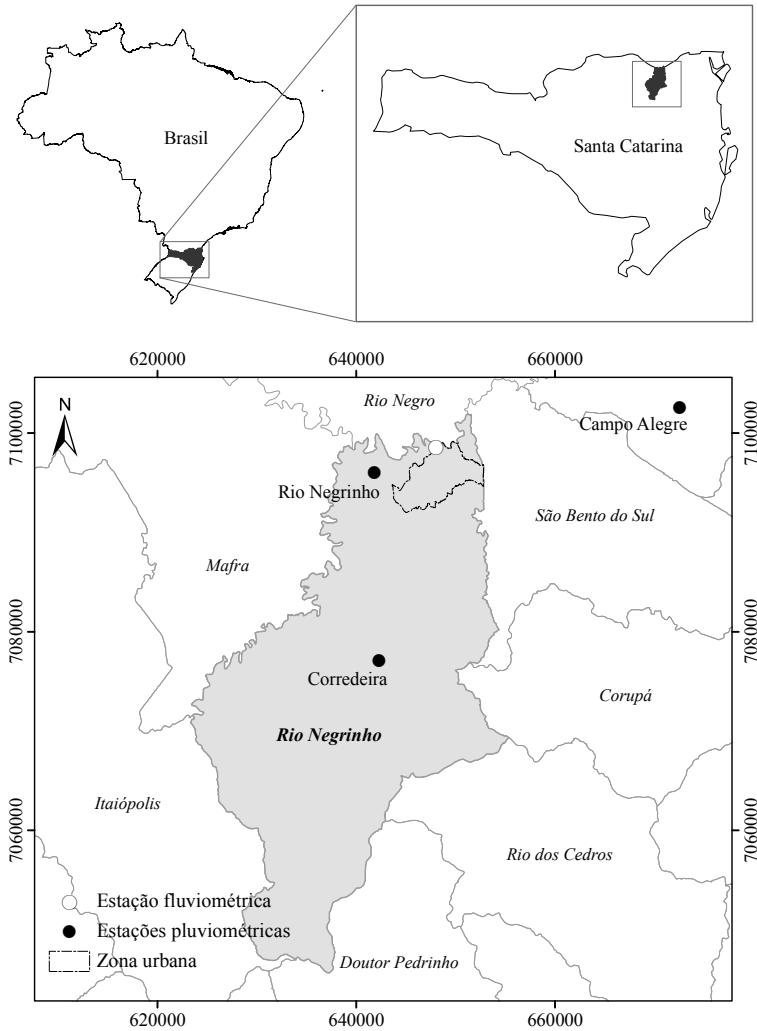 Brasil
Santa Catarina
620000
640000
660000
N
Rio Negro
Campo Alegre
7100000
7100000
Rio Negrinho
São Bento do Sul
Mafra
7080000
7080000
Corredeira
Corupá
Rio Negrinho
Itaiópolis
7060000
7060000
Rio dos Cedros
Estação fluviométrica
Estações pluviométricas
Zona urbana
Doutor Pedrinho
620000
640000
660000